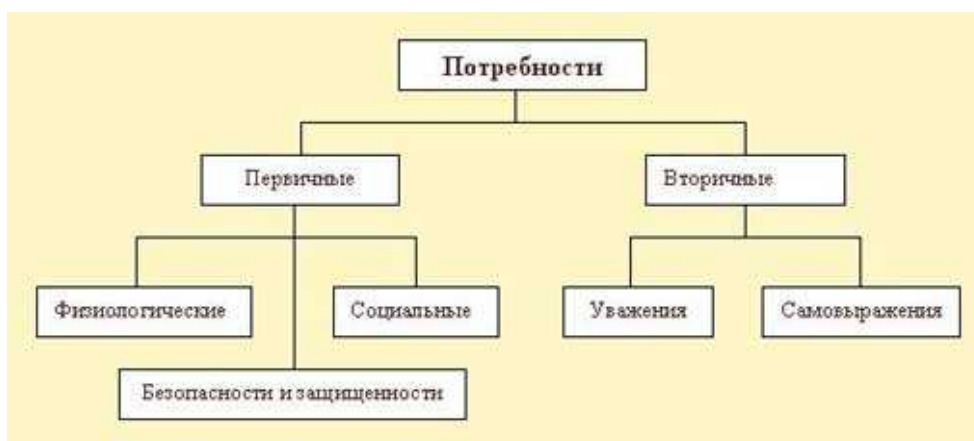 Потребности
Первичные
Вторичные
Физиологические
Социальные
Уважения
Самовыражения
Безопасности и защищенности